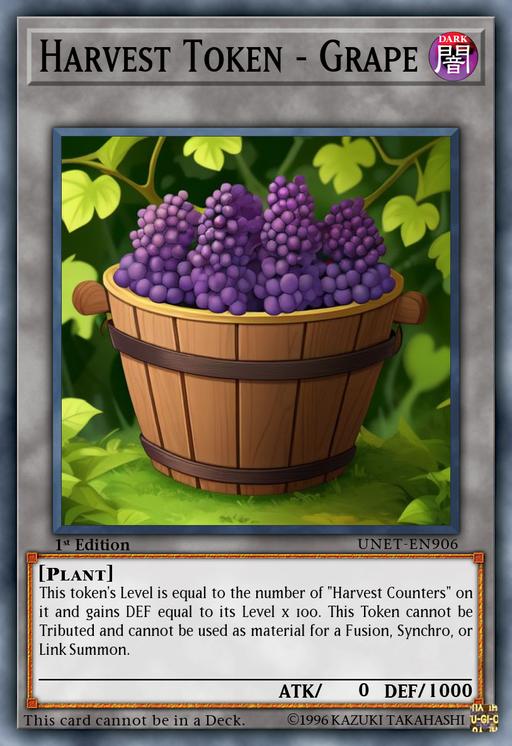 HARVEST TOKEN - GRAPE
DARK
闇
1st Edition
UNET-EN906
[PLANT]
This token's Level is equal to the number of "Harvest Counters" on
it and gains DEF equal to its Level x 100. This Token cannot be
Tributed and cannot be used as material for a Fusion, Synchro, or
Link Summon.
ATK/ 0 DEF/1000
This card cannot be in a Deck.
©1996 KAZUKI TAKAHASHI